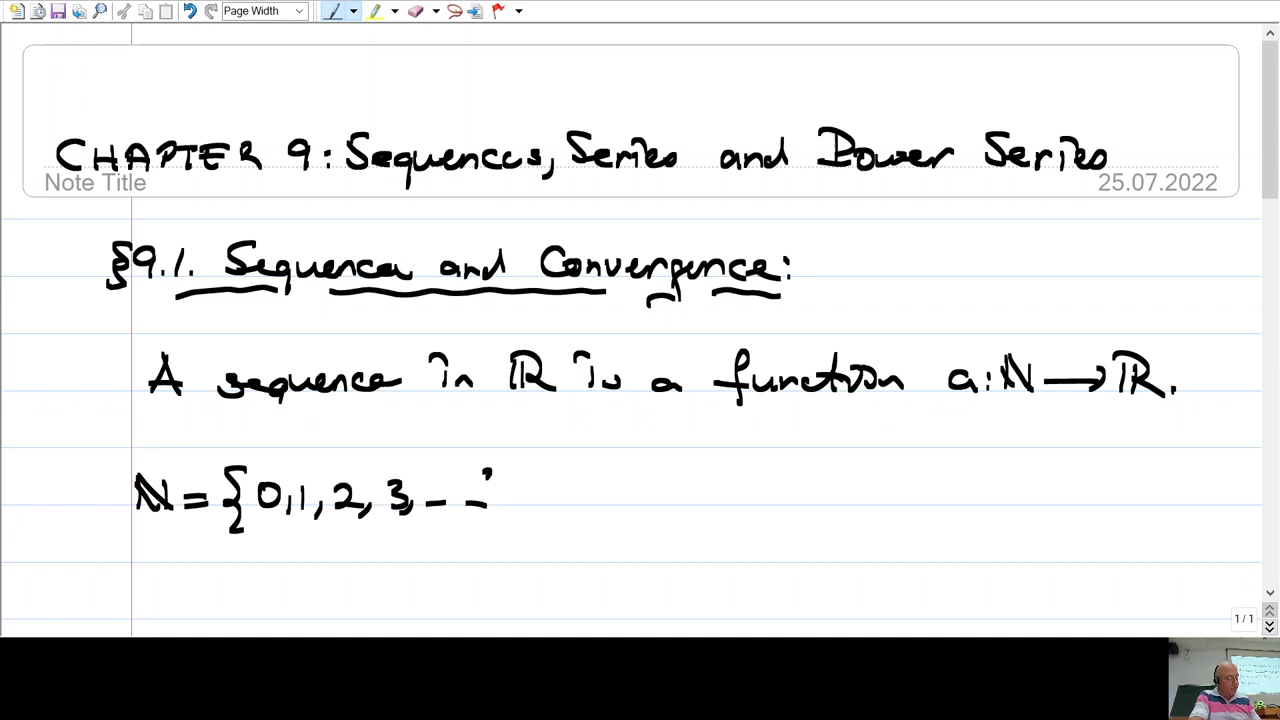 Page Width
CHAPTER 9: Sequences, Series and Power Series
Note Title
25.07.2022
§9.1. Sequences and Convergence:
A sequence in ℝ is a function a:ℕ⟶ℝ.
ℕ={0,1,2,3,--
1 / 1